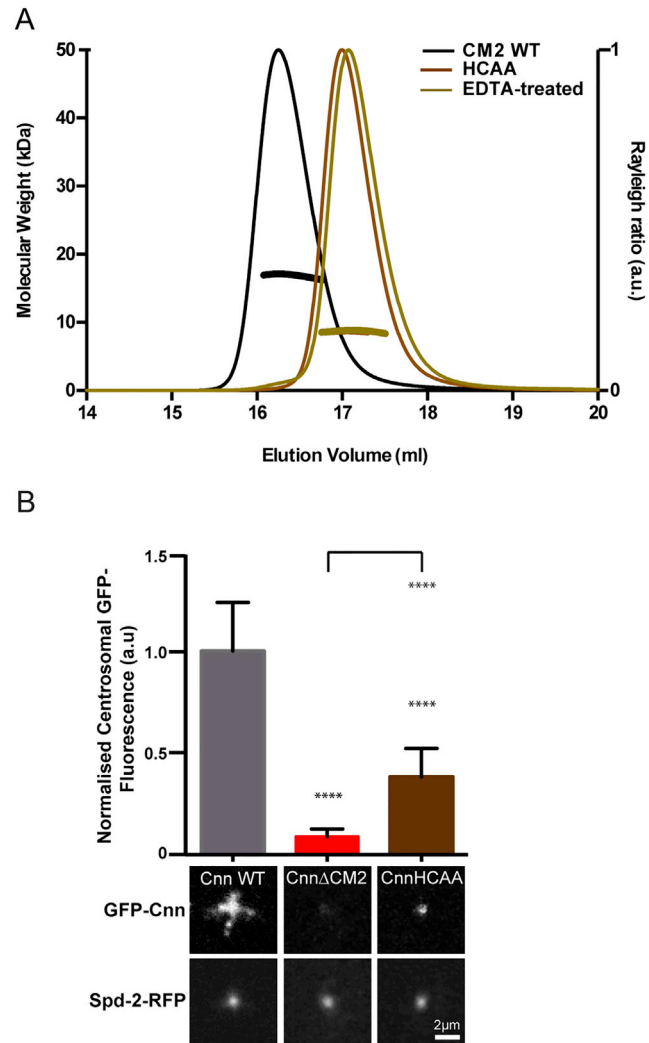 A
CM2 WT
HCAA
EDTA-treated
50
40
30
20
10
0
Molecular Weight (kDa)
1
0
Rayleigh ratio (a.u.)
14 15 16 17 18 19 20
Elution Volume (ml)
B
Normalised Centrosomal GFP-
Fluorescence (a.u)
1.5
1.0
0.5
0
****
****
****
Cnn WT CnnΔCM2 CnnHCAA
GFP-Cnn
Spd-2-RFP
2µm